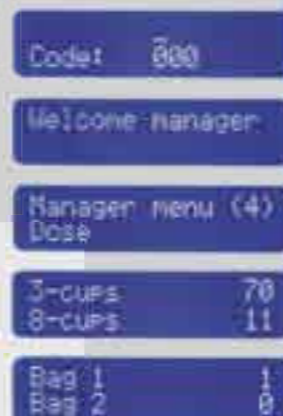 Code: 000
Welcome manager
Manager menu (4)
Dose
3-cups 70
8-cups 11
Bag 1 1
Bag 2 0